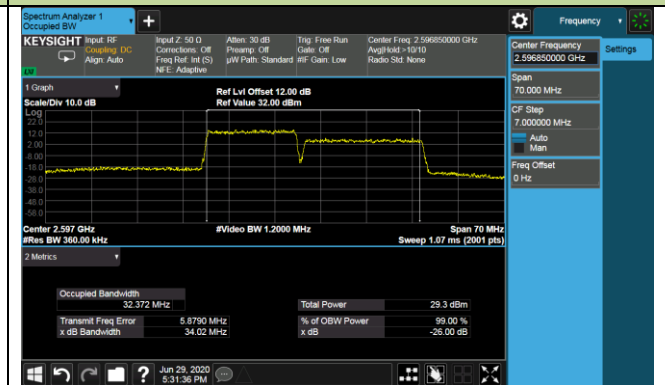 Spectrum Analyzer 1
Occupied BW
Frequency
KEYSIGHT
Input: RF
Coupling: DC
Align: Auto
Input Z: 50 Ω
Corrections: Off
Freq Ref: Int (S)
NFE: Adaptive
Atten: 30 dB
Preamp: Off
µW Path: Standard
Trig: Free Run
Gate: Off
#IF Gain: Low
Center Freq: 2.596850000 GHz
Avg|Hold:>10/10
Radio Std: None
Center Frequency
2.596850000 GHz
Settings
Span
70.000 MHz
CF Step
7.000000 MHz
Auto
Man
Freq Offset
0 Hz
1 Graph
Scale/Div 10.0 dB
Ref Lvl Offset 12.00 dB
Ref Value 32.00 dBm
Log
22.0
12.0
2.00
-8.00
-18.0
-28.0
-38.0
-48.0
-58.0
Center 2.597 GHz
#Res BW 360.00 kHz
#Video BW 1.2000 MHz
Span 70 MHz
Sweep 1.07 ms (2001 pts)
2 Metrics
Occupied Bandwidth
32.372 MHz
Total Power
29.3 dBm
Transmit Freq Error
5.8790 MHz
% of OBW Power
99.00 %
x dB Bandwidth
34.02 MHz
x dB
-26.00 dB
?
Jun 29, 2020
5:31:36 PM